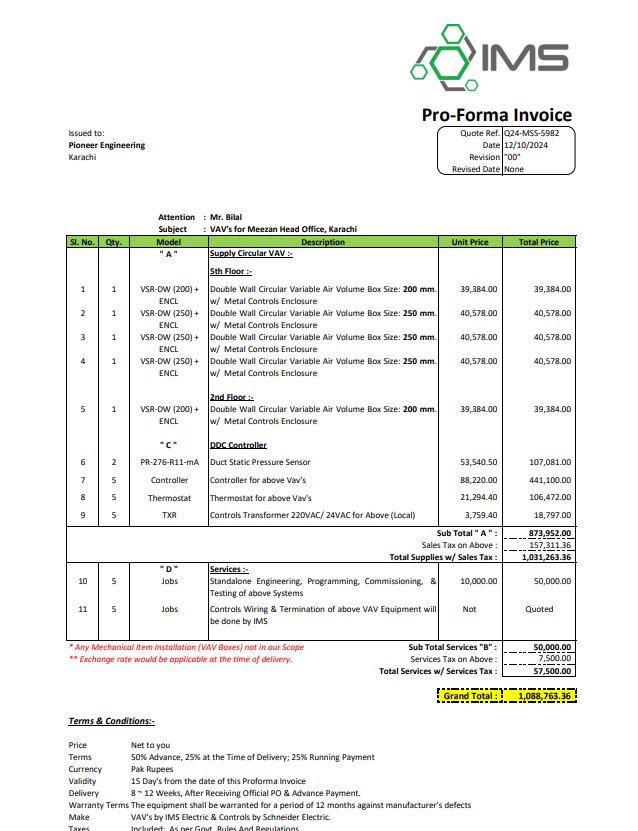 IMS
Pro-Forma Invoice
Issued to:
Pioneer Engineering
Karachi
Quote Ref. Q24-MSS-5982
Date 12/10/2024
Revision "00"
Revised Date None
Attention : Mr. Bilal
Subject : VAV's for Meezan Head Office, Karachi
Sl. No. Qty. Model Description Unit Price Total Price
" A " Supply Circular VAV :-
5th Floor :-
1 1 VSR-DW (200) + Double Wall Circular Variable Air Volume Box Size: 200 mm. 39,384.00 39,384.00
ENCL w/ Metal Controls Enclosure
2 1 VSR-DW (250) + Double Wall Circular Variable Air Volume Box Size: 250 mm. 40,578.00 40,578.00
ENCL w/ Metal Controls Enclosure
3 1 VSR-DW (250) + Double Wall Circular Variable Air Volume Box Size: 250 mm. 40,578.00 40,578.00
ENCL w/ Metal Controls Enclosure
4 1 VSR-DW (250) + Double Wall Circular Variable Air Volume Box Size: 250 mm. 40,578.00 40,578.00
ENCL w/ Metal Controls Enclosure
2nd Floor :-
5 1 VSR-DW (200) + Double Wall Circular Variable Air Volume Box Size: 200 mm. 39,384.00 39,384.00
ENCL w/ Metal Controls Enclosure
" C " DDC Controller
6 2 PR-276-R11-mA Duct Static Pressure Sensor 53,540.50 107,081.00
7 5 Controller Controller for above Vav's 88,220.00 441,100.00
8 5 Thermostat Thermostat for above Vav's 21,294.40 106,472.00
9 5 TXR Controls Transformer 220VAC/ 24VAC for Above (Local) 3,759.40 18,797.00
Sub Total " A " : 873,952.00
Sales Tax on Above : 157,311.36
Total Supplies w/ Sales Tax : 1,031,263.36
" D " Services :-
10 5 Jobs Standalone Engineering, Programming, Commissioning, & 10,000.00 50,000.00
Testing of above Systems
11 5 Jobs Controls Wiring & Termination of above VAV Equipment will Not Quoted
be done by IMS
* Any Mechanical Item Installation (VAV Boxes) not in our Scope Sub Total Services "B" : 50,000.00
** Exchange rate would be applicable at the time of delivery. Services Tax on Above : 7,500.00
Total Services w/ Services Tax : 57,500.00
Grand Total : 1,088,763.36
Terms & Conditions:-
Price Net to you
Terms 50% Advance, 25% at the Time of Delivery; 25% Running Payment
Currency Pak Rupees
Validity 15 Day's from the date of this Proforma Invoice
Delivery 8 ~ 12 Weeks, After Receiving Official PO & Advance Payment.
Warranty Terms The equipment shall be warranted for a period of 12 months against manufacturer's defects
Make VAV's by IMS Electric & Controls by Schneider Electric.
Taxes Included: As per Govt. Rules And Regulations